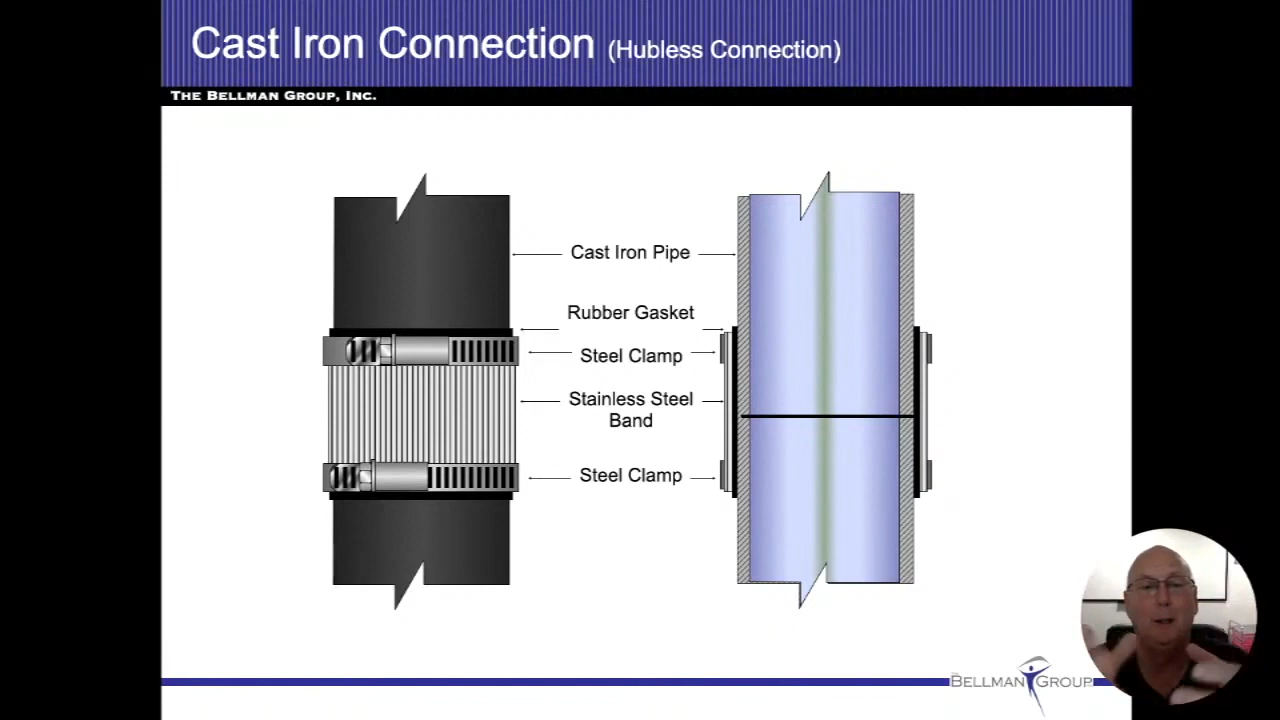 Cast Iron Connection (Hubless Connection)
THE BELLMAN GROUP, INC.
Cast Iron Pipe
Rubber Gasket
Steel Clamp
Stainless Steel
Band
Steel Clamp
THE BELLMAN GROUP